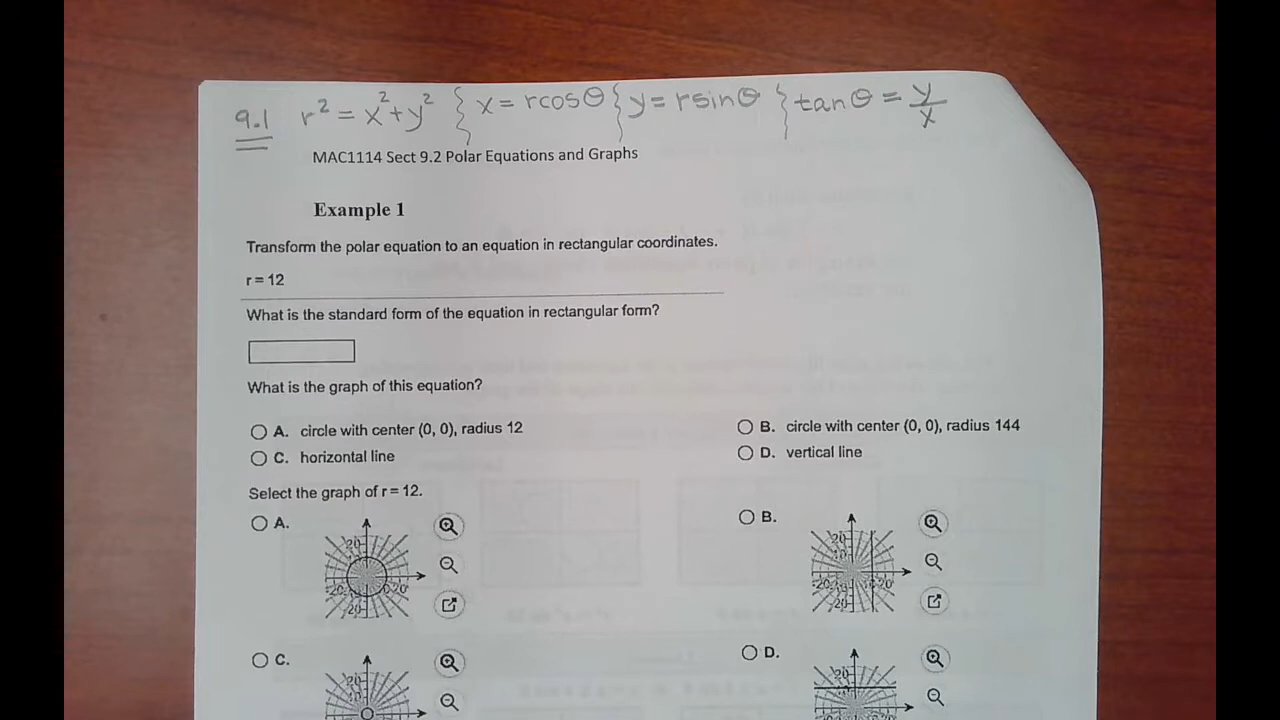 9.1 r² = x² + y² { x = rcosθ { y = rsinθ } tanθ = y/x
MAC1114 Sect 9.2 Polar Equations and Graphs
Example 1
Transform the polar equation to an equation in rectangular coordinates.
r = 12
What is the standard form of the equation in rectangular form?
What is the graph of this equation?
A. circle with center (0, 0), radius 12
B. circle with center (0, 0), radius 144
C. horizontal line
D. vertical line
Select the graph of r = 12.
A.
B.
C.
D.